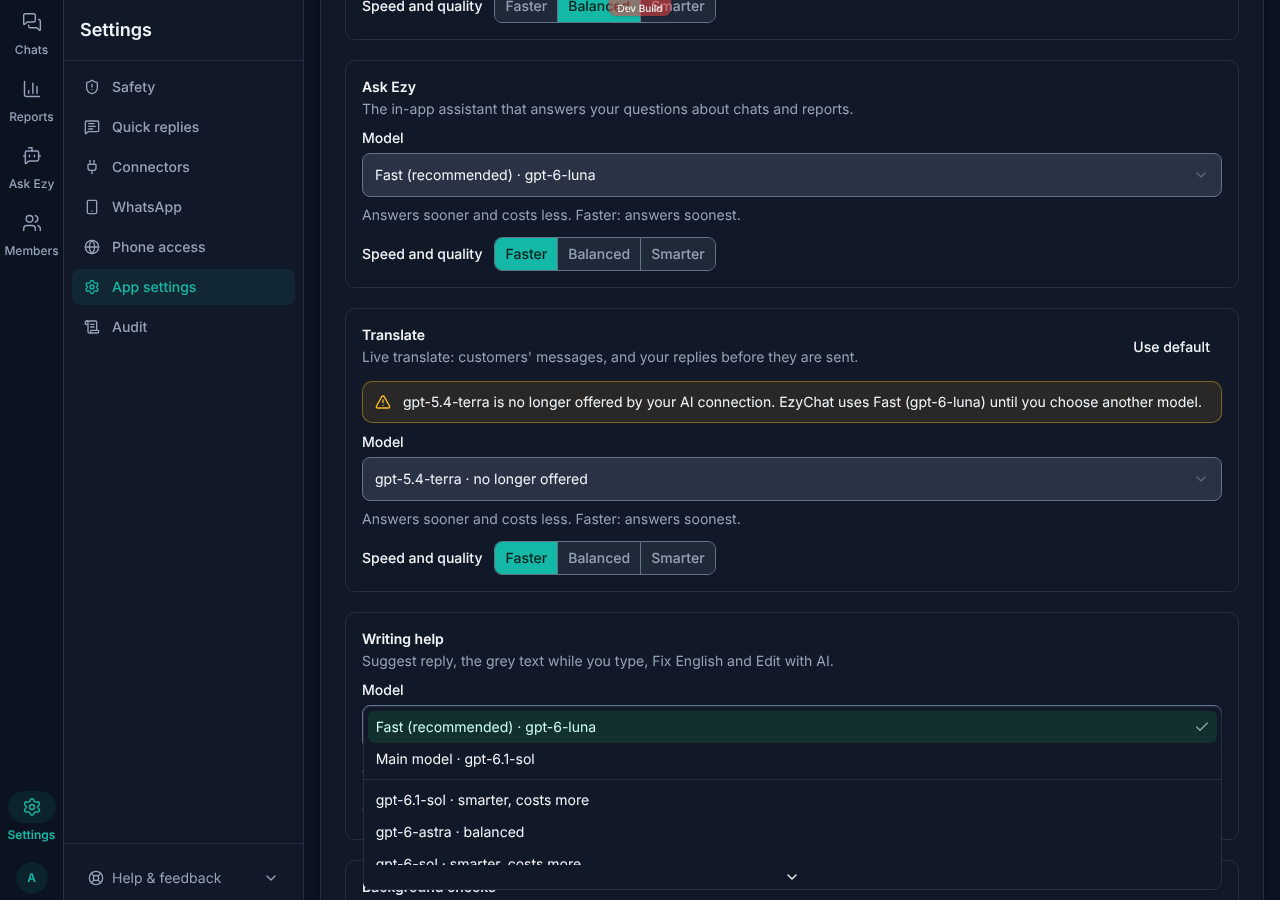 Chats
Reports
Ask Ezy
Members
Settings
A
Settings
Safety
Quick replies
Connectors
WhatsApp
Phone access
App settings
Audit
Help & feedback
Speed and quality
Faster
Dev Build
Ask Ezy
The in-app assistant that answers your questions about chats and reports.
Model
Fast (recommended) · gpt-6-luna
Answers sooner and costs less. Faster: answers soonest.
Speed and quality Faster Balanced Smarter
Translate
Live translate: customers' messages, and your replies before they are sent.
Use default
gpt-5.4-terra is no longer offered by your AI connection. EzyChat uses Fast (gpt-6-luna) until you choose another model.
Model
gpt-5.4-terra · no longer offered
Answers sooner and costs less. Faster: answers soonest.
Speed and quality Faster Balanced Smarter
Writing help
Suggest reply, the grey text while you type, Fix English and Edit with AI.
Model
Fast (recommended) · gpt-6-luna
Main model · gpt-6.1-sol
gpt-6.1-sol · smarter, costs more
gpt-6-astra · balanced
gpt-6-sol · smarter, costs more
Background checks